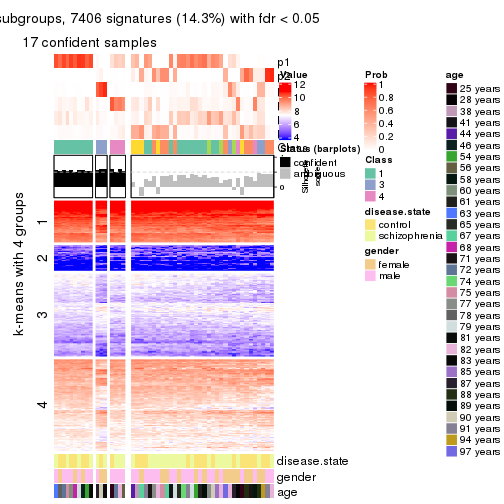 subgroups, 7406 signatures (14.3%) with fdr < 0.05
17 confident samples
p1
p2
Value
12
10
8
6
4
Status (barplots)
confident
ambiguous
Silhouette
score
0
k-means with 4 groups
1
2
3
4
disease.state
gender
age
Prob
1
0.8
0.6
0.4
0.2
0
Class
1
3
4
disease.state
control
schizophrenia
gender
female
male
age
25 years
28 years
38 years
41 years
44 years
46 years
54 years
56 years
58 years
60 years
61 years
63 years
65 years
67 years
68 years
71 years
72 years
74 years
75 years
77 years
78 years
79 years
81 years
82 years
83 years
85 years
87 years
88 years
89 years
90 years
91 years
94 years
97 years